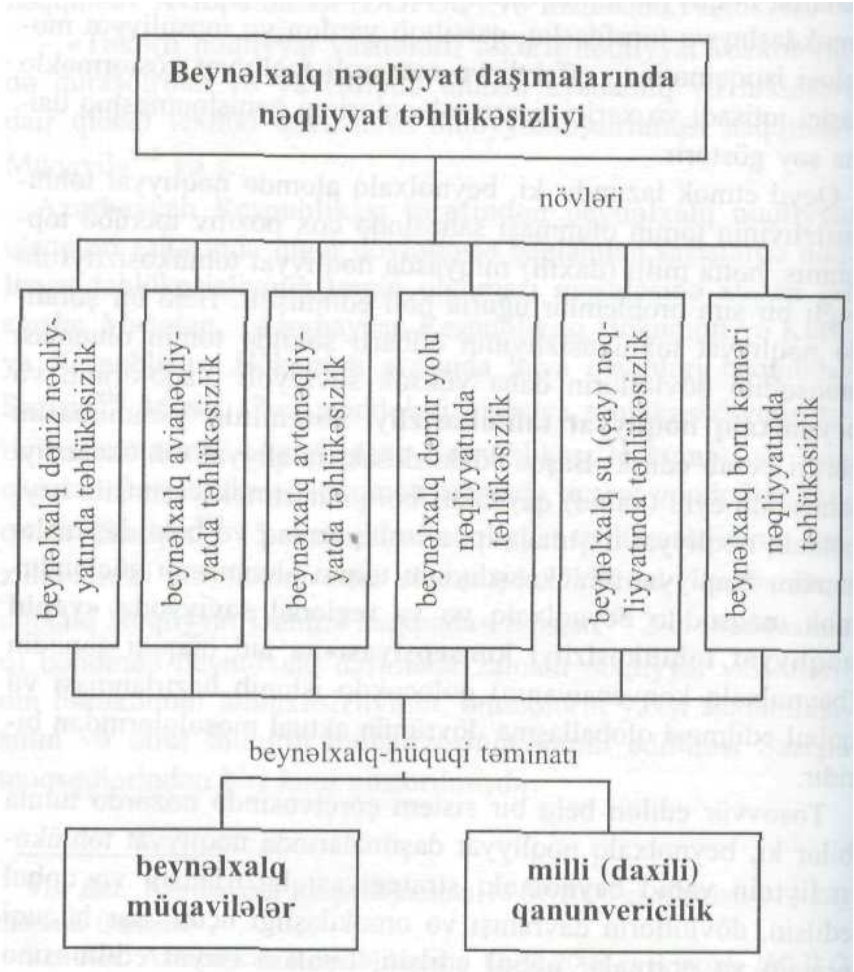 Beynəlxalq nəqliyyat daşımalarında
nəqliyyat təhlükəsizliyi
növləri
beynəlxalq dəniz nəqliy-
yatında təhlükəsizlik
beynəlxalq avianəqliy-
yatda təhlükəsizlik
beynəlxalq avtonəqliy-
yatda təhlükəsizlik
beynəlxalq dəmir yolu
nəqliyyatında
təhlükəsizlik
beynəlxalq su (çay) nəq-
liyatında təhlükəsizlik
beynəlxalq boru kəməri
nəqliyyatında
təhlükəsizlik
beynəlxalq-hüquqi təminatı
beynəlxalq
müqavilələr
milli (daxili)
qanunvericilik